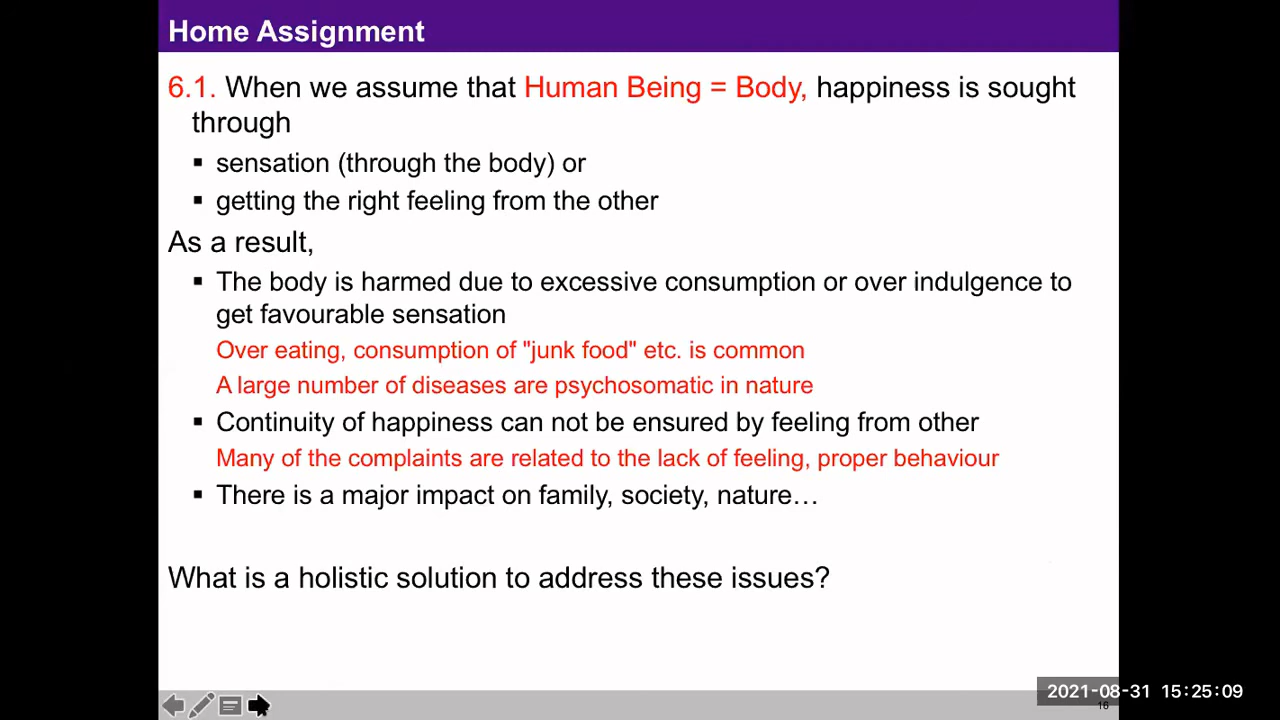 Home Assignment
6.1. When we assume that Human Being = Body, happiness is sought
through
▪ sensation (through the body) or
▪ getting the right feeling from the other
As a result,
▪ The body is harmed due to excessive consumption or over indulgence to
get favourable sensation
Over eating, consumption of "junk food" etc. is common
A large number of diseases are psychosomatic in nature
▪ Continuity of happiness can not be ensured by feeling from other
Many of the complaints are related to the lack of feeling, proper behaviour
▪ There is a major impact on family, society, nature…
What is a holistic solution to address these issues?
2021-08-31 15:25:09
16